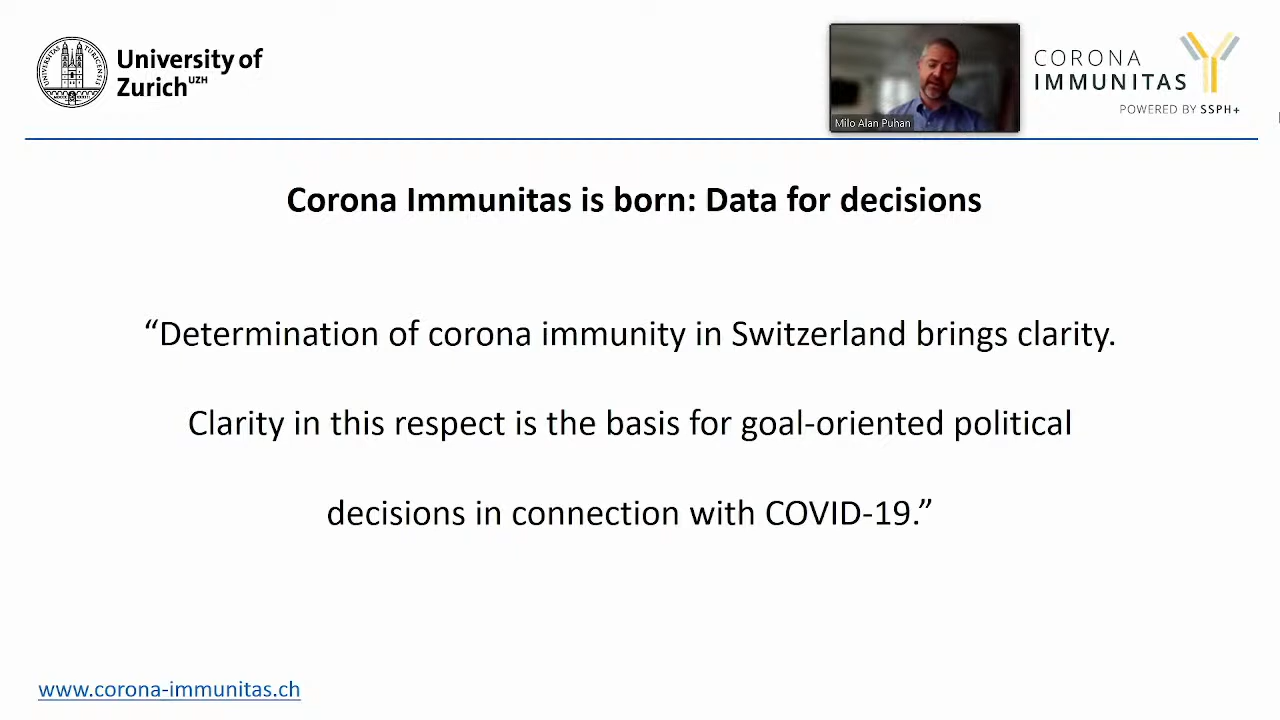 University of
Zurich UZH
Milo Alan Puhan
CORONA
IMMUNITAS
POWERED BY SSPH+
Corona Immunitas is born: Data for decisions
“Determination of corona immunity in Switzerland brings clarity.
Clarity in this respect is the basis for goal-oriented political
decisions in connection with COVID-19.”
www.corona-immunitas.ch